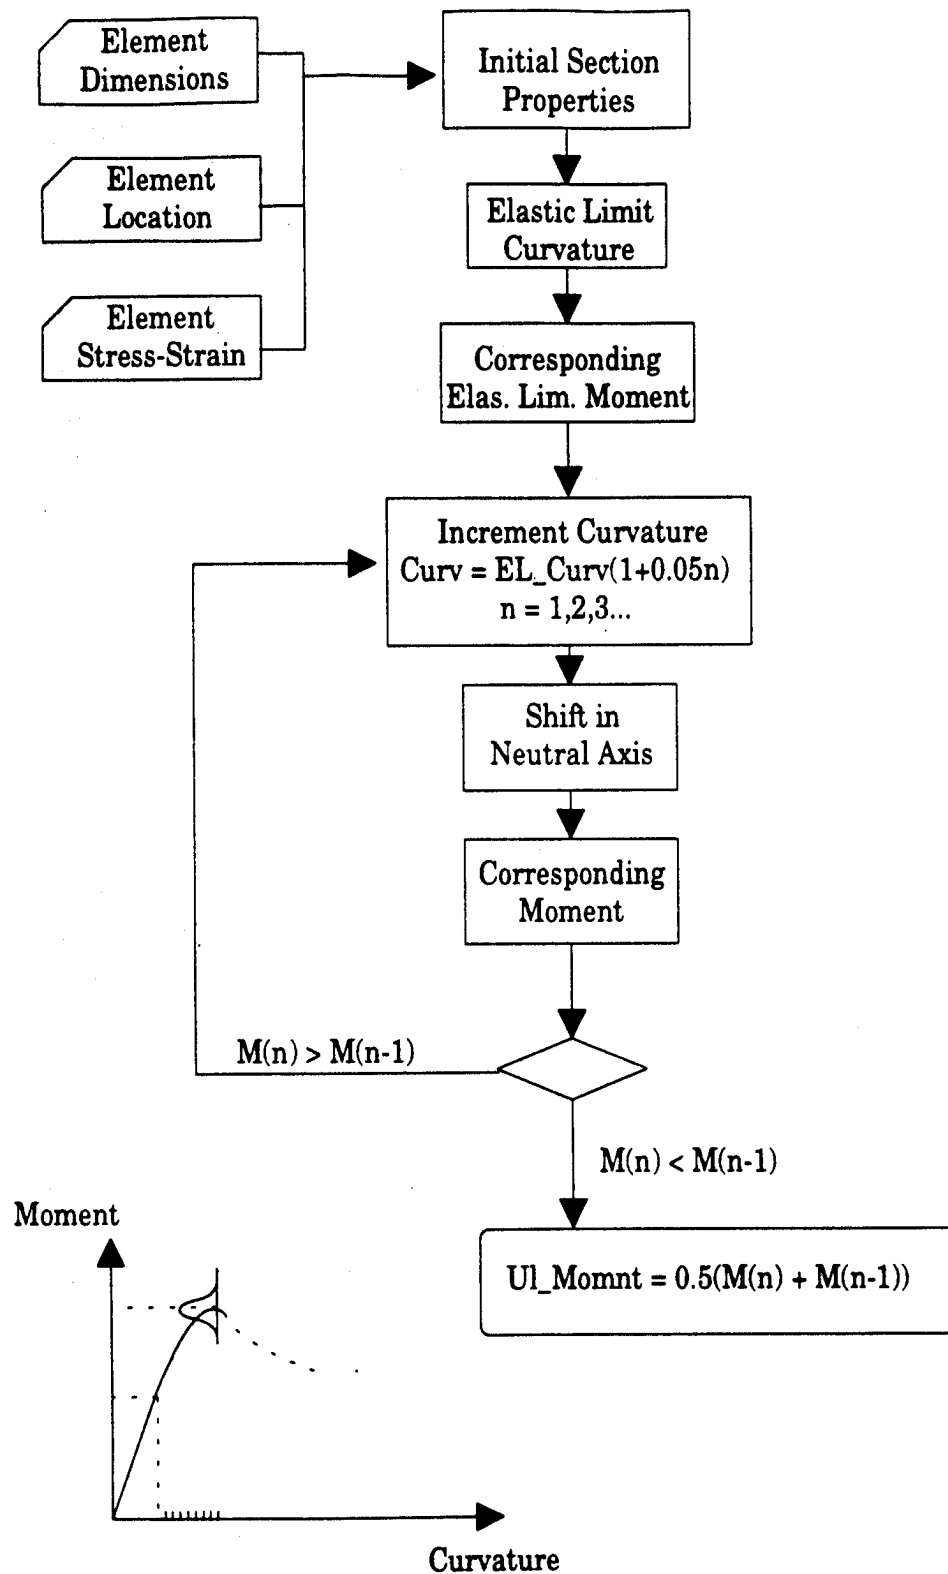 Element
Dimensions
Element
Location
Element
Stress-Strain
Initial Section
Properties
Elastic Limit
Curvature
Corresponding
Elas. Lim. Moment
Increment Curvature
Curv = EL_Curv(1+0.05n)
n = 1,2,3...
Shift in
Neutral Axis
Corresponding
Moment
M(n) > M(n-1)
M(n) < M(n-1)
Ul_Momnt = 0.5(M(n) + M(n-1))
Moment
Curvature